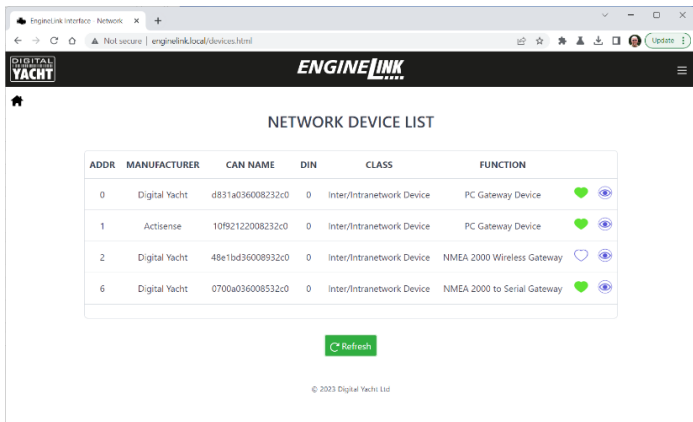 EngineLink Interface - Network
Update
Not secure | enginelink.local/devices.html
DIGITAL
YACHT
ENGINELINK
NETWORK DEVICE LIST
ADDR MANUFACTURER CAN NAME DIN CLASS FUNCTION
0 Digital Yacht d831a036008232c0 0 Inter/Intranetwork Device PC Gateway Device
1 Actisense 10f92122008232c0 0 Inter/Intranetwork Device PC Gateway Device
2 Digital Yacht 48e1bd36008932c0 0 Inter/Intranetwork Device NMEA 2000 Wireless Gateway
6 Digital Yacht 0700a036008532c0 0 Inter/Intranetwork Device NMEA 2000 to Serial Gateway
Refresh
© 2023 Digital Yacht Ltd